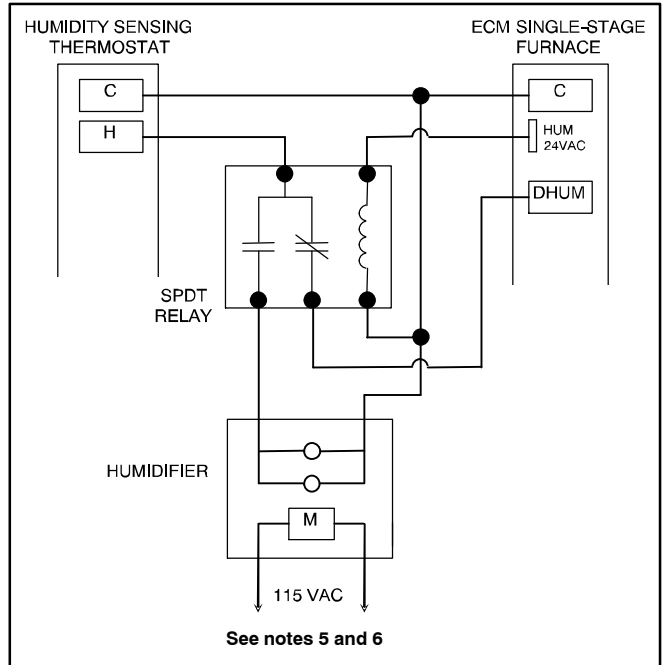 HUMIDITY SENSING
THERMOSTAT
ECM SINGLE-STAGE
FURNACE
C
C
H
HUM
24VAC
DHUM
SPDT
RELAY
HUMIDIFIER
M
115 VAC
See notes 5 and 6